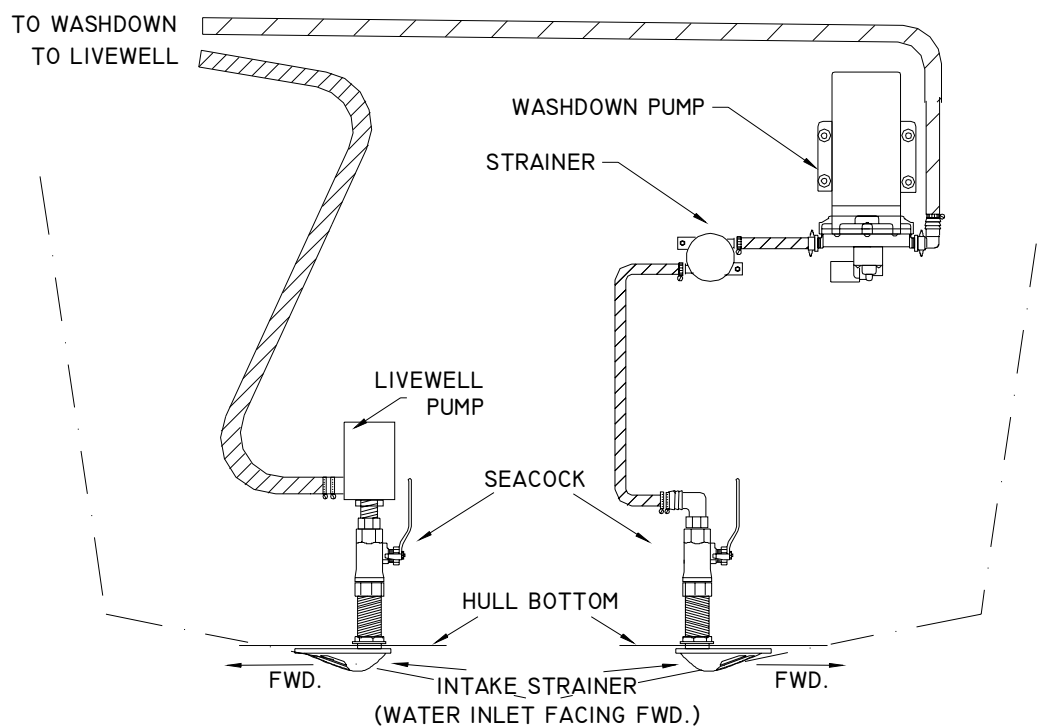 TO WASHDOWN
TO LIVEWELL
WASHDOWN PUMP
STRAINER
LIVEWELL
PUMP
SEACOCK
HULL BOTTOM
FWD.
INTAKE STRAINER
FWD.
(WATER INLET FACING FWD.)